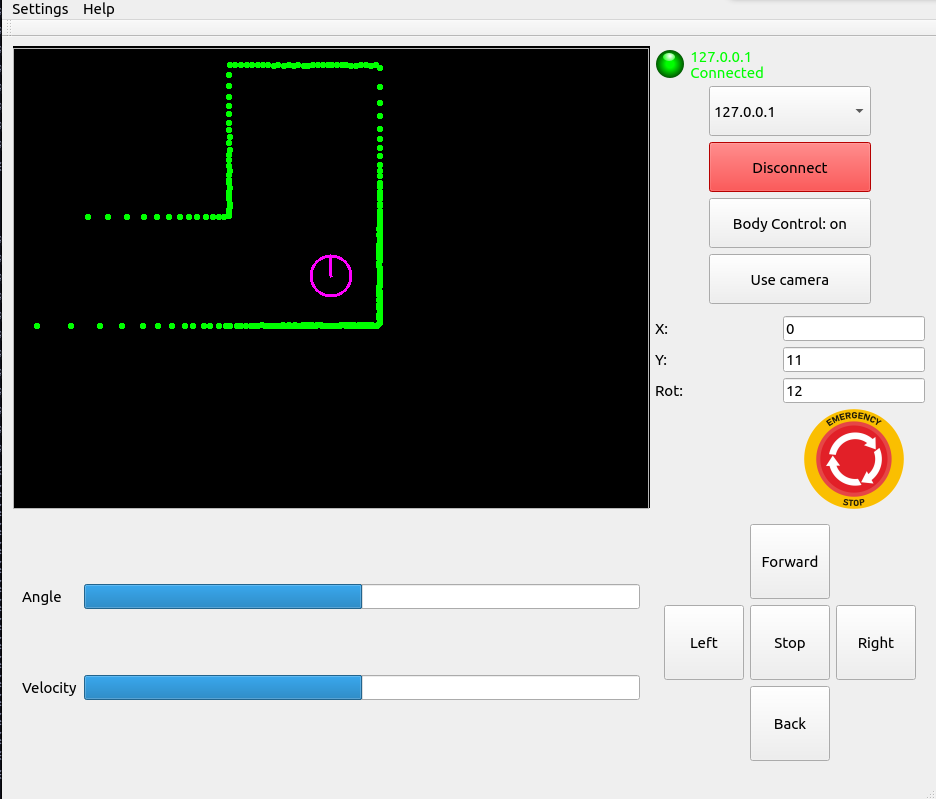 Settings Help
127.0.0.1
Connected
127.0.0.1
Disconnect
Body Control: on
Use camera
X: 0
Y: 11
Rot: 12
EMERGENCY
STOP
Forward
Angle
Left Stop Right
Velocity
Back